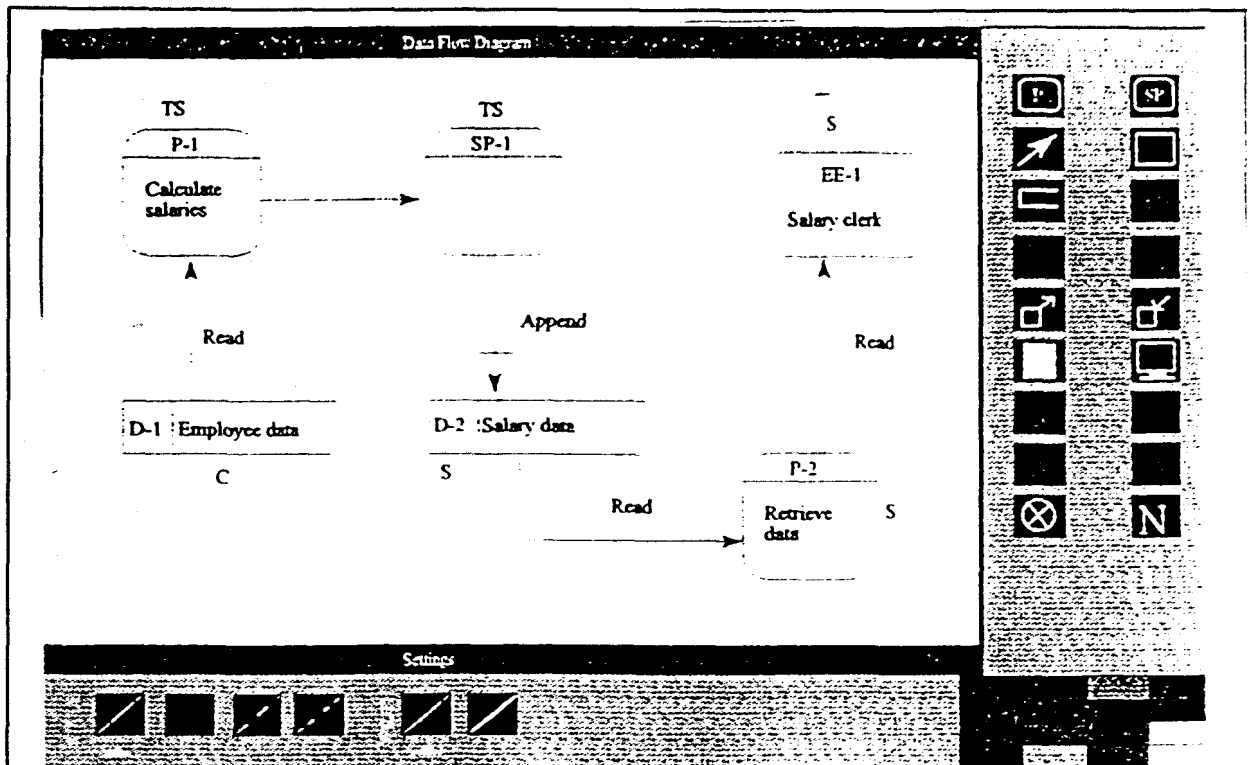 Data Flow Diagram
TS
P-1
Calculate
salaries
TS
SP-1
S
EE-1
Salary clerk
Read
Append
Read
D-1 Employee data
C
D-2 Salary data
S
Read
P-2
Retrieve
data
S
P
SP
N
Settings